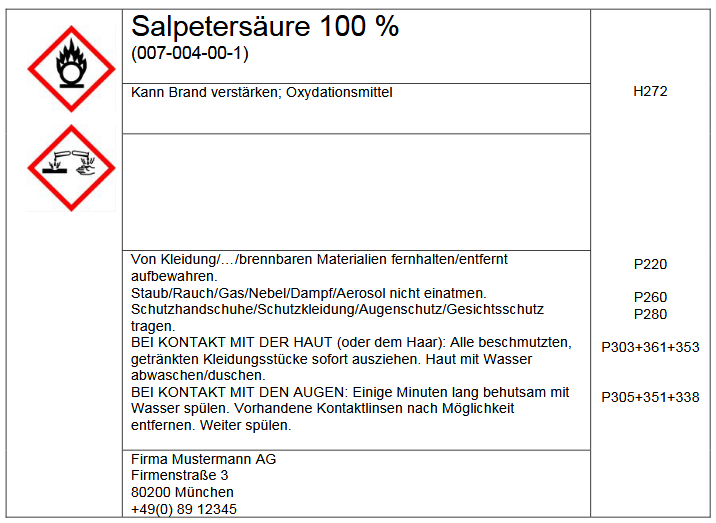 Salpetersäure 100 %
(007-004-00-1)
Kann Brand verstärken; Oxydationsmittel
H272
Von Kleidung/…/brennbaren Materialien fernhalten/entfernt
aufbewahren.
P220
Staub/Rauch/Gas/Nebel/Dampf/Aerosol nicht einatmen.
P260
Schutzhandschuhe/Schutzkleidung/Augenschutz/Gesichtsschutz
tragen.
P280
BEI KONTAKT MIT DER HAUT (oder dem Haar): Alle beschmutzten,
getränkten Kleidungsstücke sofort ausziehen. Haut mit Wasser
abwaschen/duschen.
P303+361+353
BEI KONTAKT MIT DEN AUGEN: Einige Minuten lang behutsam mit
Wasser spülen. Vorhandene Kontaktlinsen nach Möglichkeit
entfernen. Weiter spülen.
P305+351+338
Firma Mustermann AG
Firmenstraße 3
80200 München
+49(0) 89 12345